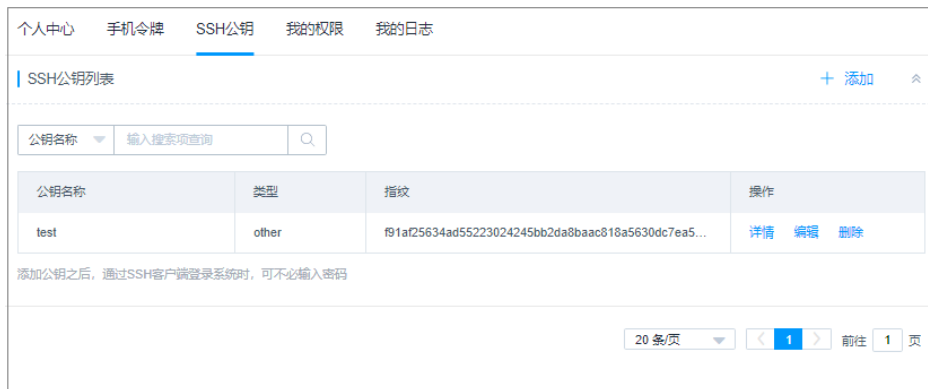 个人中心 手机令牌 SSH公钥 我的权限 我的日志
SSH公钥列表 + 添加
公钥名称 输入搜索项查询
公钥名称 类型 指纹 操作
test other f91af25634ad55223024245bb2da8baac818a5630dc7ea5... 详情 编辑 删除
添加公钥之后，通过SSH客户端登录系统时，可不必输入密码
20 条/页 1 前往 1 页